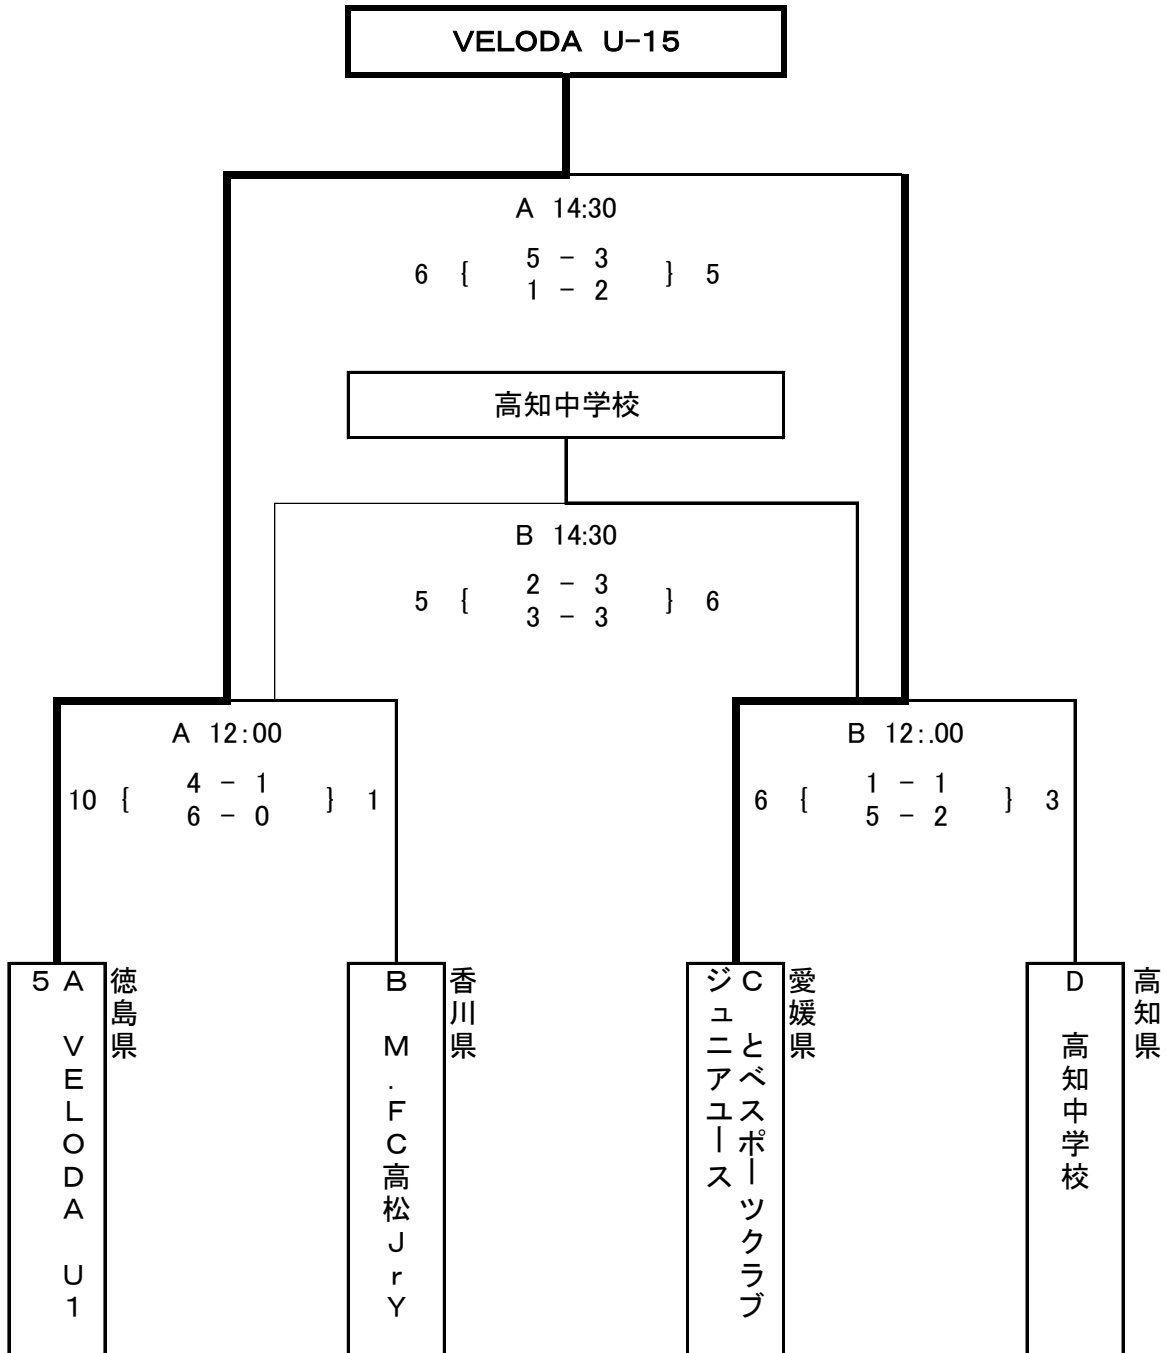 VELODA U-15
A 14:30
5 - 3
6 { } 5
1 - 2
高知中学校
B 14:30
2 - 3
5 { } 6
3 - 3
A 12:00
4 - 1
10 { } 1
6 - 0
B 12:.00
1 - 1
6 { } 3
5 - 2
A VELODA U1
5
徳島県
B M.FC高松JrY
香川県
C とベスポーツクラブ
ジュニアユース
愛媛県
D 高知中学校
高知県